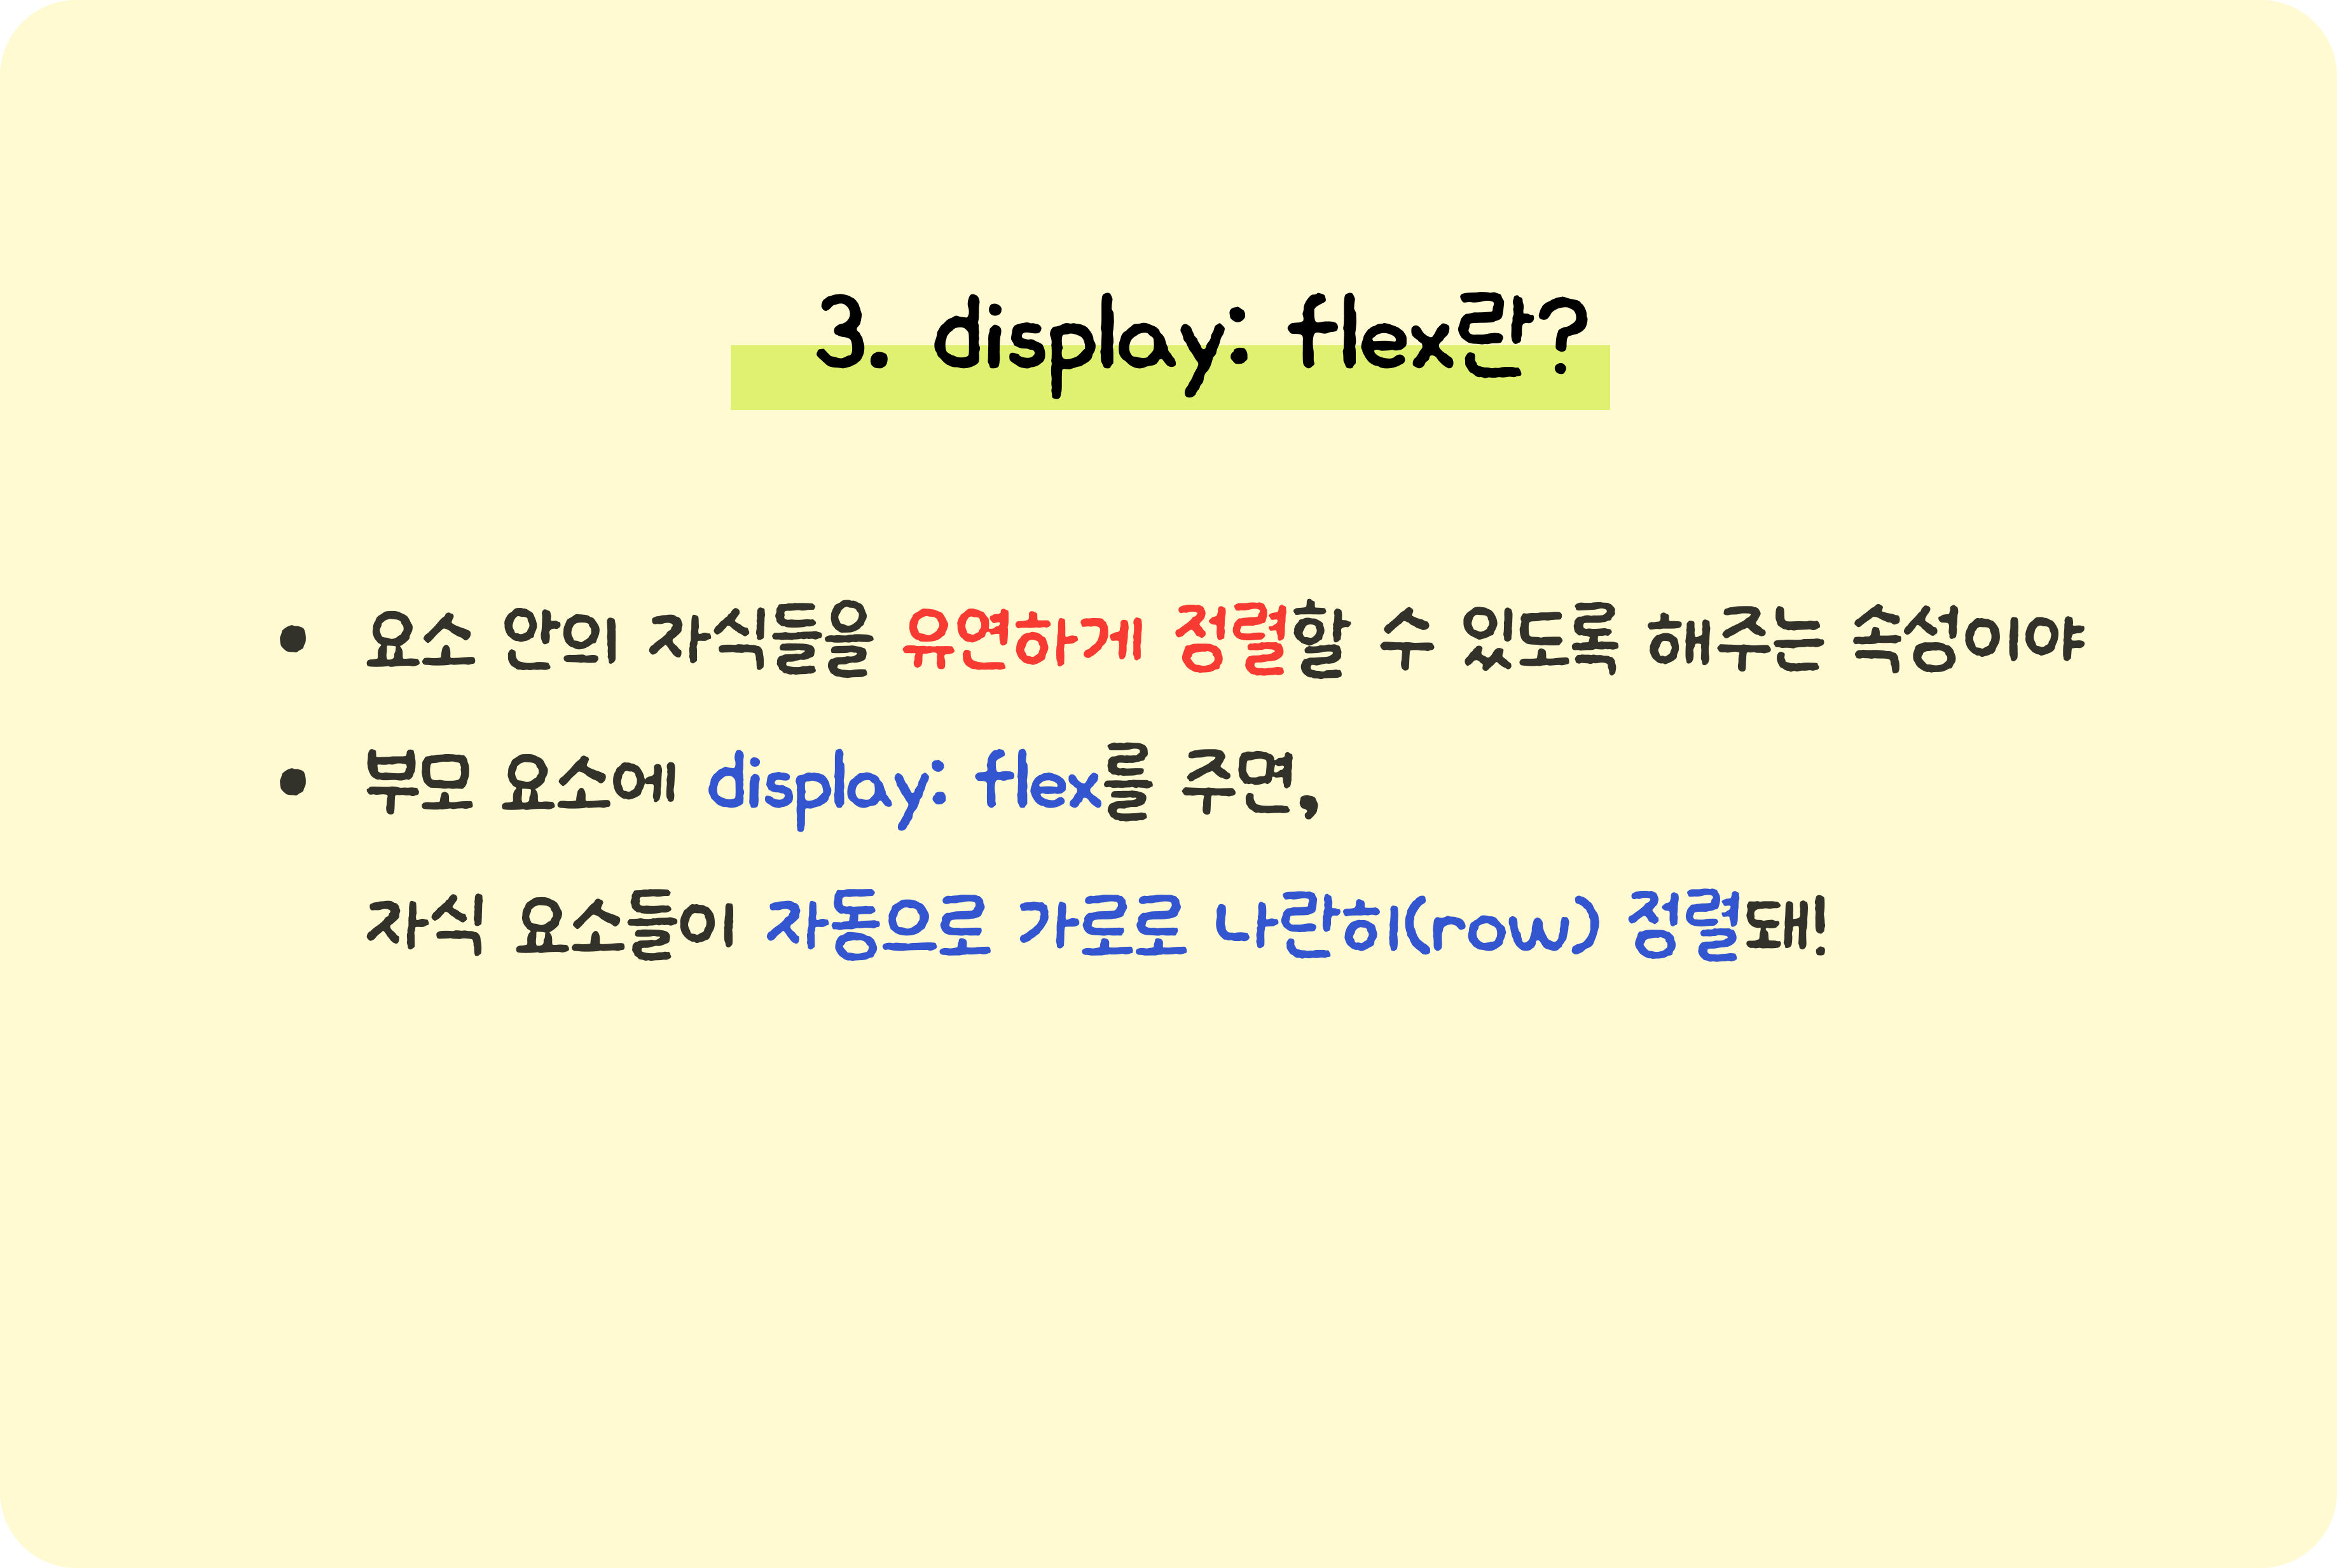 3. display: flex란?
• 요소 안의 자식들을 유연하게 정렬할 수 있도록 해주는 속성이야
• 부모 요소에 display: flex를 주면,
자식 요소들이 자동으로 가로로 나란히(row) 정렬돼!